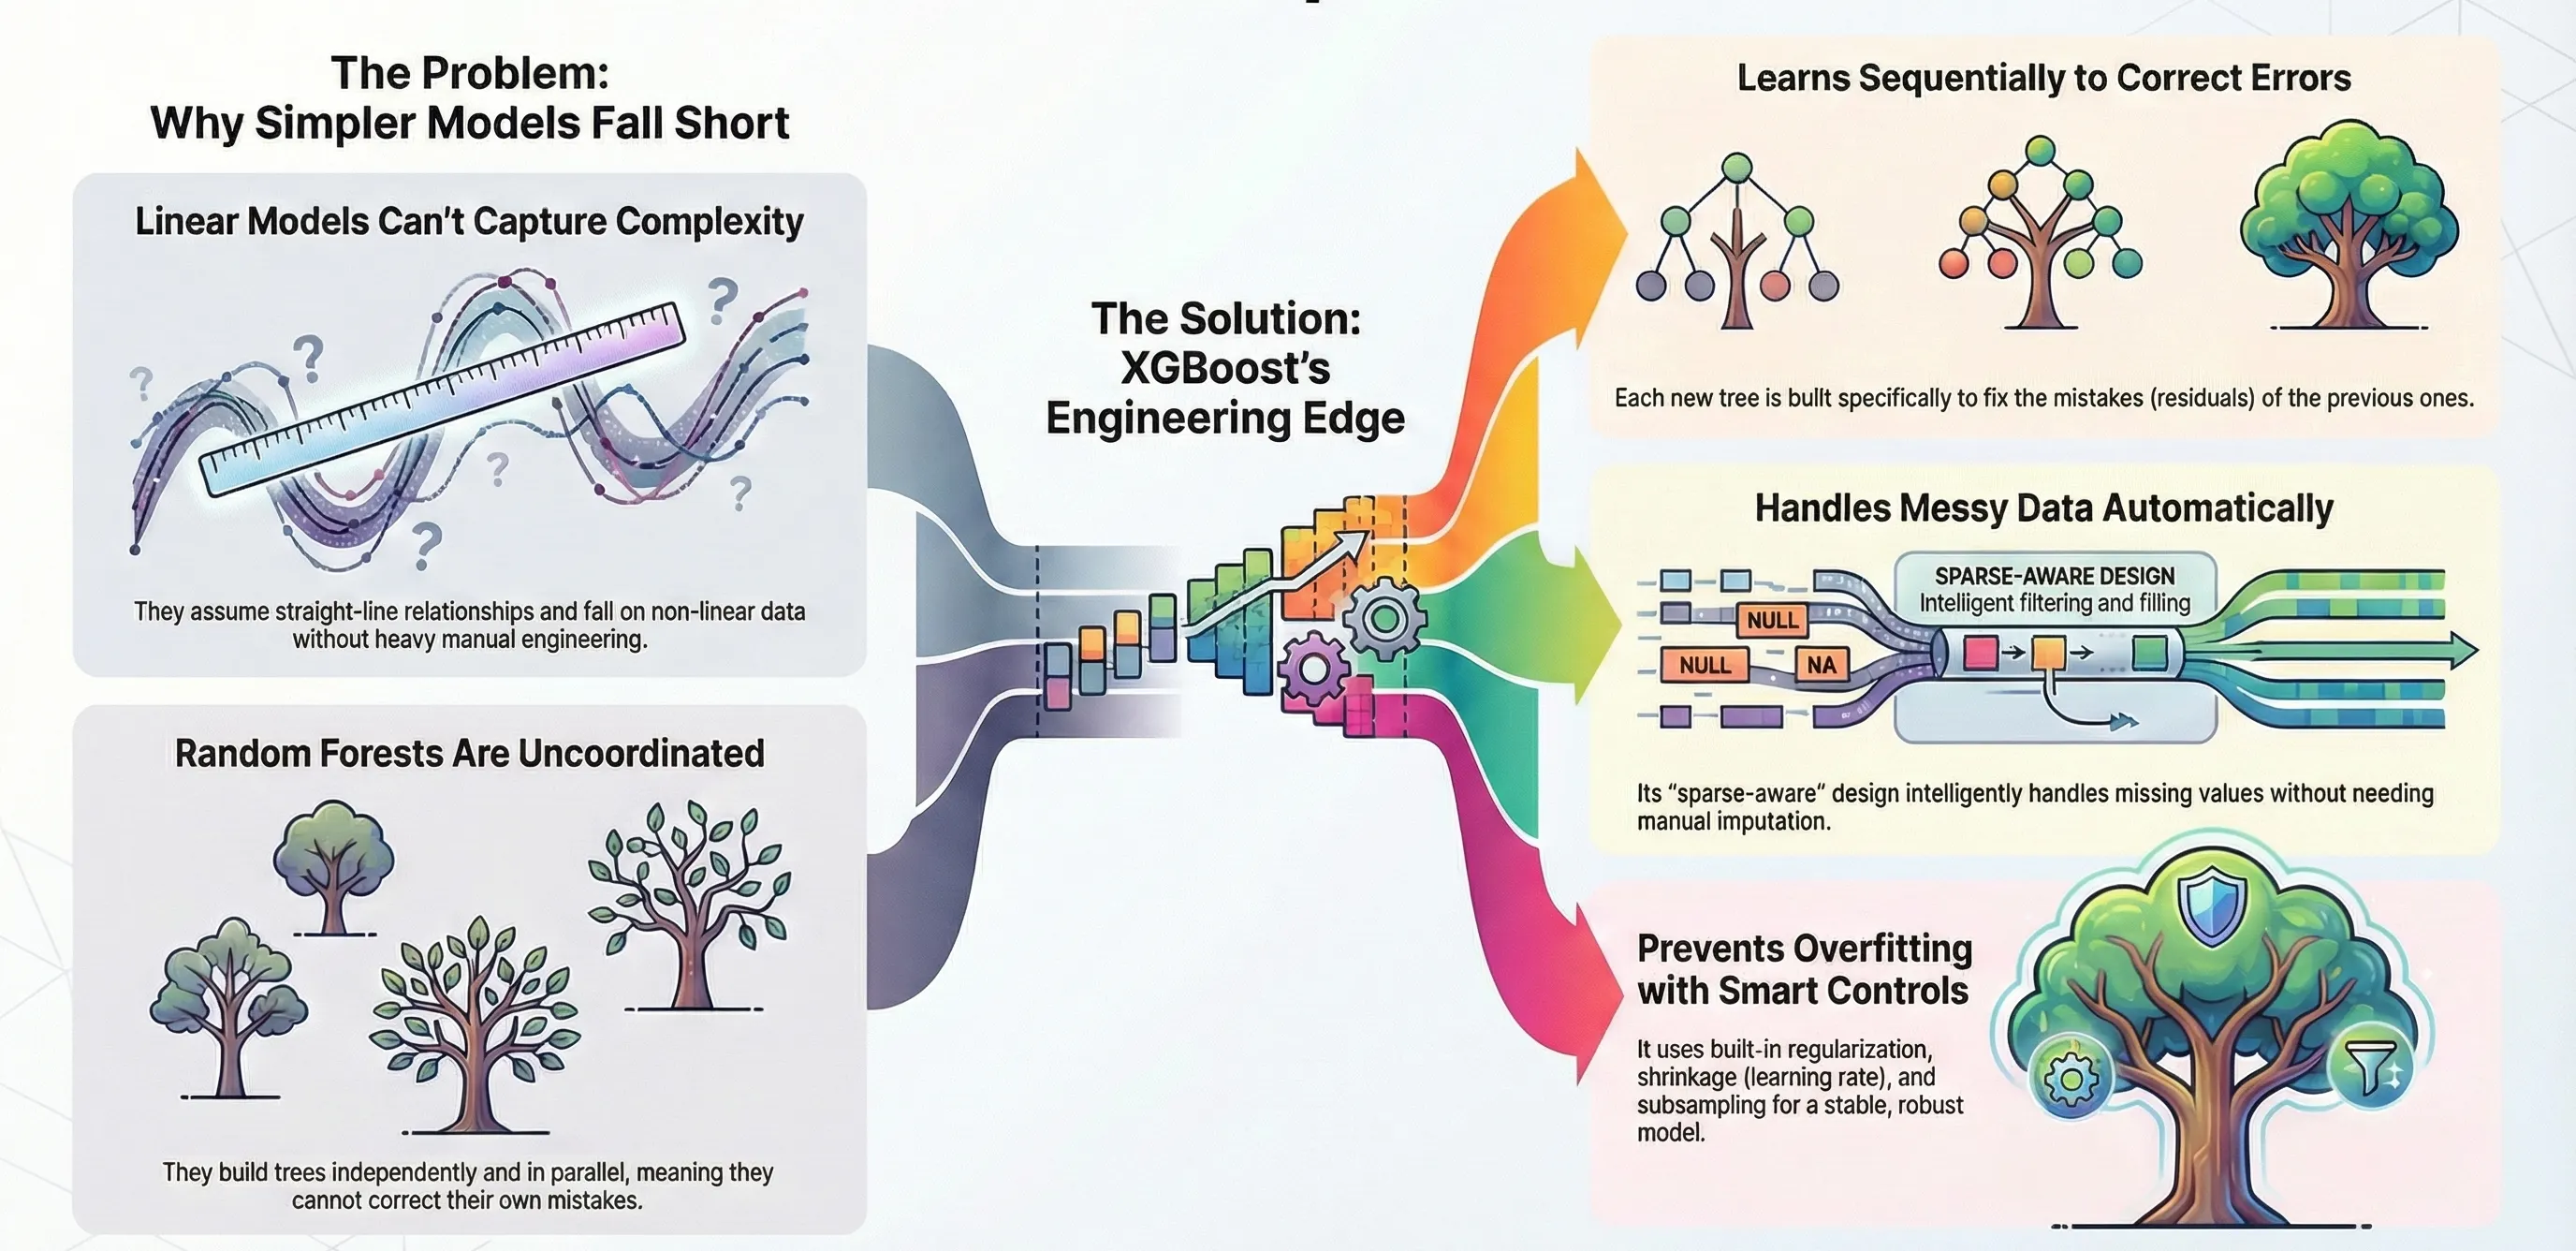 The Problem:
Why Simpler Models Fall Short
Linear Models Can't Capture Complexity
?
?
?
?
?
?
They assume straight-line relationships and fall on non-linear data
without heavy manual engineering.
Random Forests Are Uncoordinated
They build trees independently and in parallel, meaning they
cannot correct their own mistakes.
The Solution:
XGBoost's
Engineering Edge
Learns Sequentially to Correct Errors
Each new tree is built specifically to fix the mistakes (residuals) of the previous ones.
Handles Messy Data Automatically
NULL
NULL
NA
SPARSE-AWARE DESIGN
Intelligent filtering and filling
Its “sparse-aware“ design intelligently handles missing values without needing
manual imputation.
Prevents Overfitting
with Smart Controls
It uses built-in regularization,
shrinkage (learning rate), and
subsampling for a stable, robust
model.